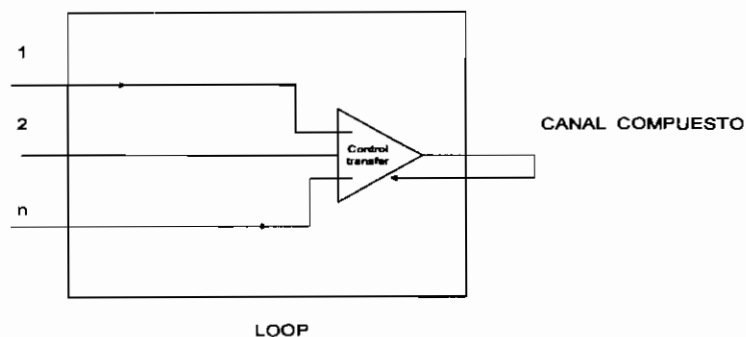 1
2
n
Control
transfer
CANAL COMPUESTO
LOOP